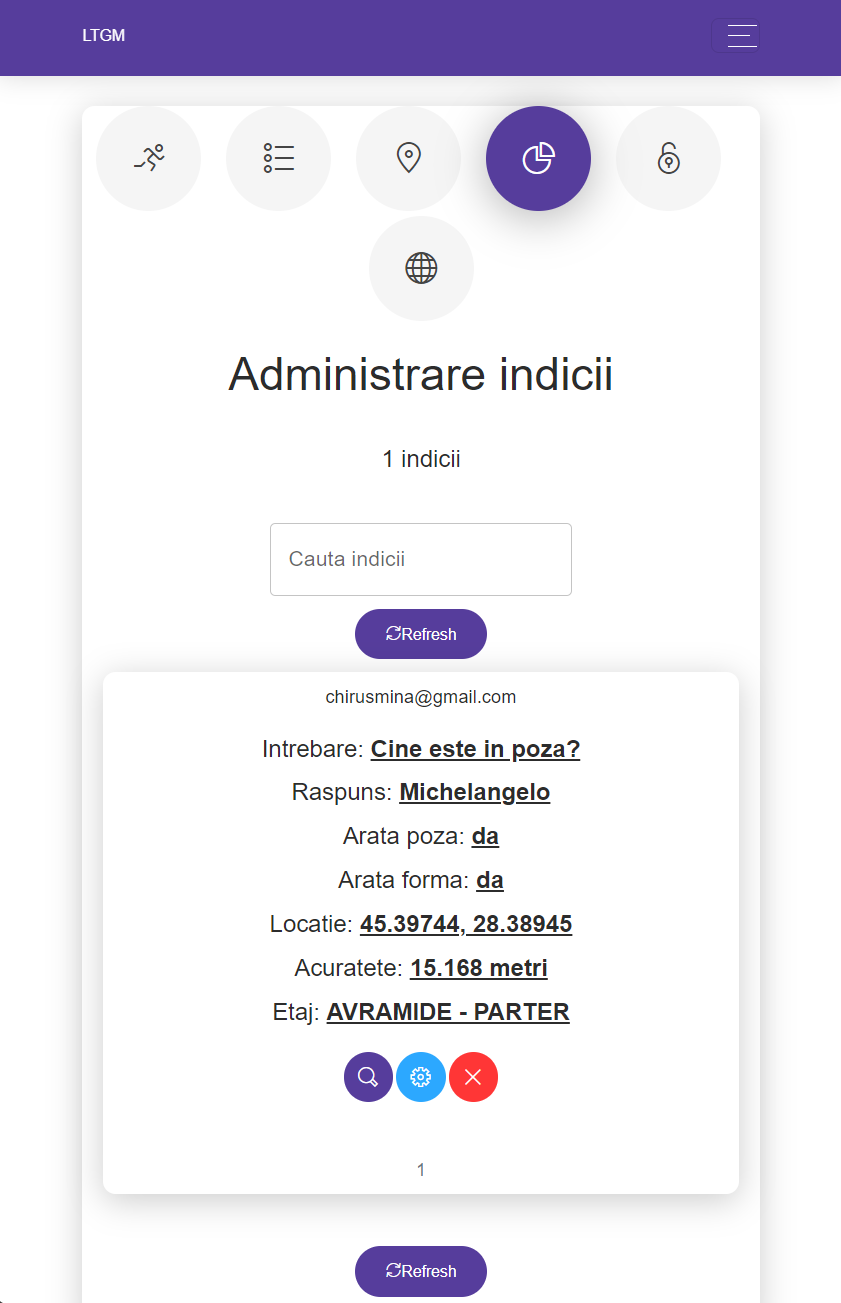 LTGM
Administrare indicii
1 indicii
Cauta indicii
Refresh
chirusmina@gmail.com
Intrebare: Cine este in poza?
Raspuns: Michelangelo
Arata poza: da
Arata forma: da
Locatie: 45.39744, 28.38945
Acuratete: 15.168 metri
Etaj: AVRAMIDE - PARTER
1
Refresh